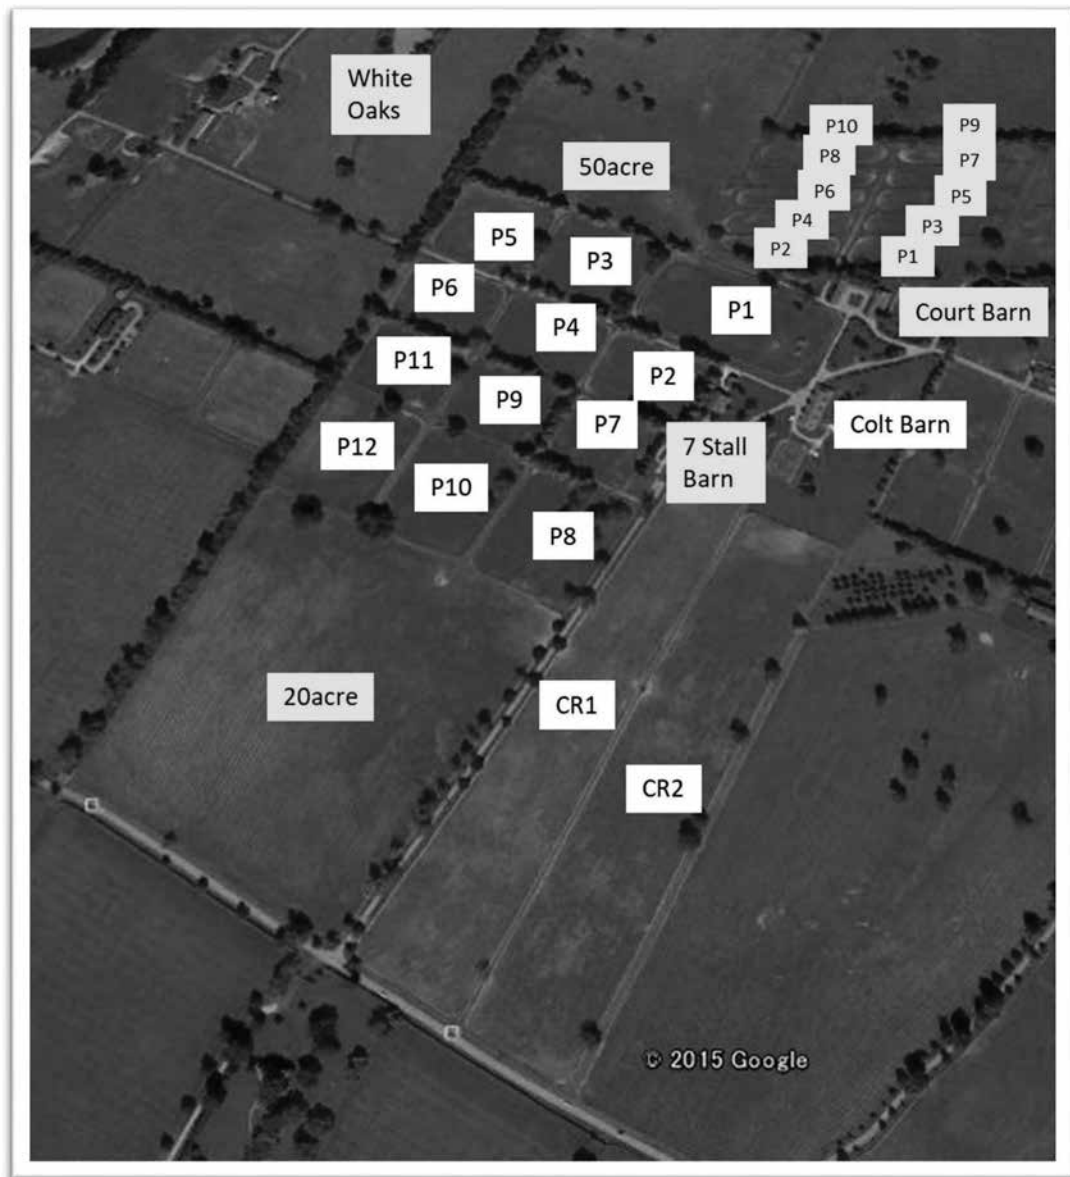 White
Oaks
50acre
P10
P9
P8
P7
P6
P5
P4
P3
P2
P1
P5
P3
P6
P1
P4
P11
P2
P9
P7
P12
P10
P8
Court Barn
Colt Barn
7 Stall
Barn
20acre
CR1
CR2
© 2015 Google